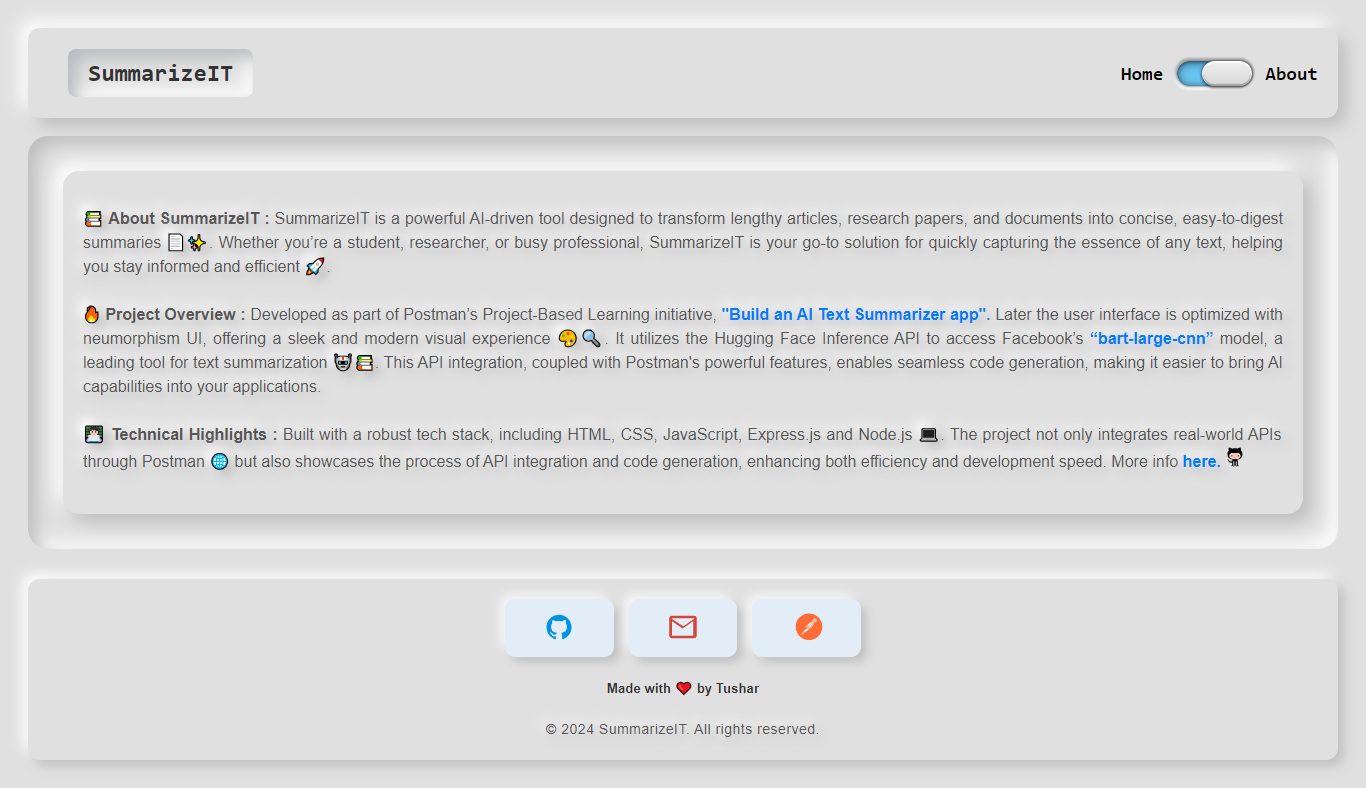 SummarizeIT
Home About
📚 About SummarizeIT : SummarizeIT is a powerful AI-driven tool designed to transform lengthy articles, research papers, and documents into concise, easy-to-digest
summaries 📄✨. Whether you’re a student, researcher, or busy professional, SummarizeIT is your go-to solution for quickly capturing the essence of any text, helping
you stay informed and efficient 🚀.
🔥 Project Overview : Developed as part of Postman’s Project-Based Learning initiative, "Build an AI Text Summarizer app". Later the user interface is optimized with
neumorphism UI, offering a sleek and modern visual experience 🎨🔍. It utilizes the Hugging Face Inference API to access Facebook’s “bart-large-cnn” model, a
leading tool for text summarization 🤖📚. This API integration, coupled with Postman's powerful features, enables seamless code generation, making it easier to bring AI
capabilities into your applications.
👨‍💻 Technical Highlights : Built with a robust tech stack, including HTML, CSS, JavaScript, Express.js and Node.js 💻. The project not only integrates real-world APIs
through Postman 🌐 but also showcases the process of API integration and code generation, enhancing both efficiency and development speed. More info here.
Made with ❤️ by Tushar
© 2024 SummarizeIT. All rights reserved.